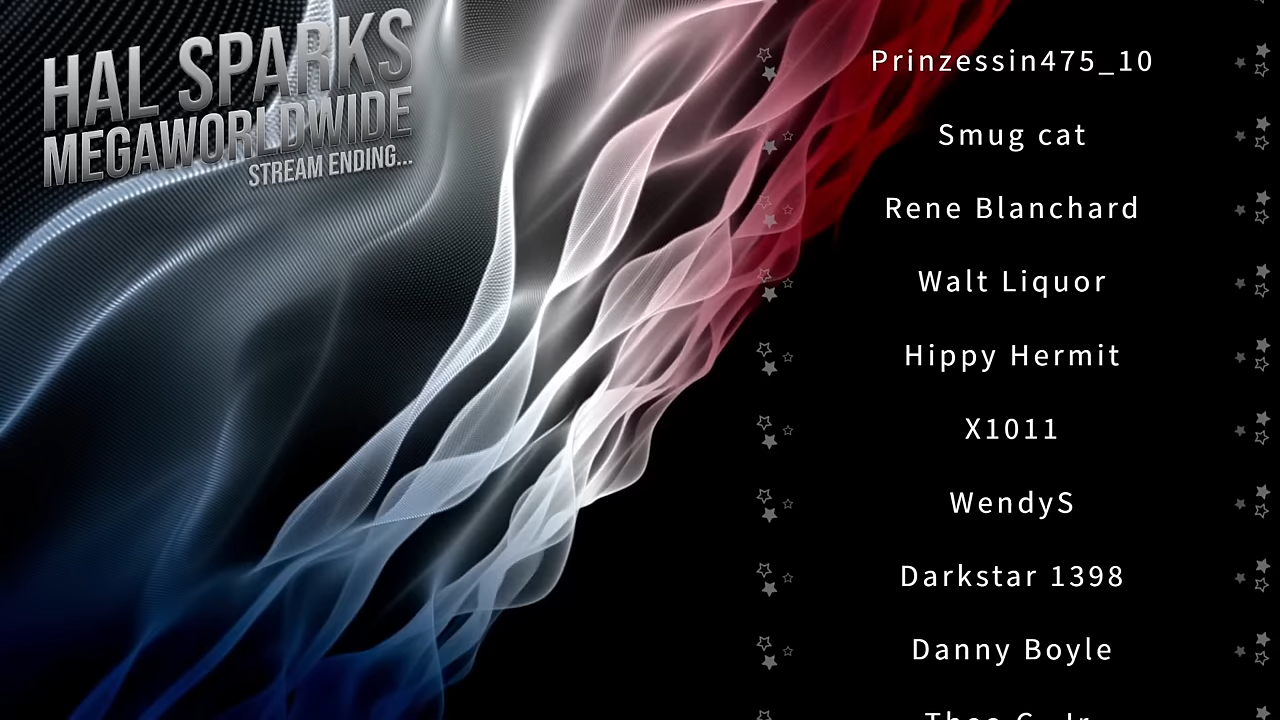 HAL SPARKS
MEGAWORLDWIDE
STREAM ENDING...
Prinzessin475_10
Smug cat
Rene Blanchard
Walt Liquor
Hippy Hermit
X1011
WendyS
Darkstar 1398
Danny Boyle